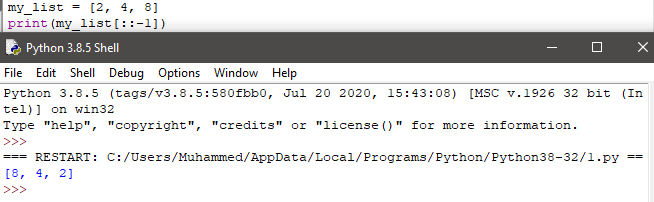 my_list = [2, 4, 8]
print(my_list[::-1])
Python 3.8.5 Shell
File Edit Shell Debug Options Window Help
Python 3.8.5 (tags/v3.8.5:580fbb0, Jul 20 2020, 15:43:08) [MSC v.1926 32 bit (In
tel)] on win32
Type "help", "copyright", "credits" or "license()" for more information.
>>>
=== RESTART: C:/Users/Muhammed/AppData/Local/Programs/Python/Python38-32/1.py ==
[8, 4, 2]
>>>